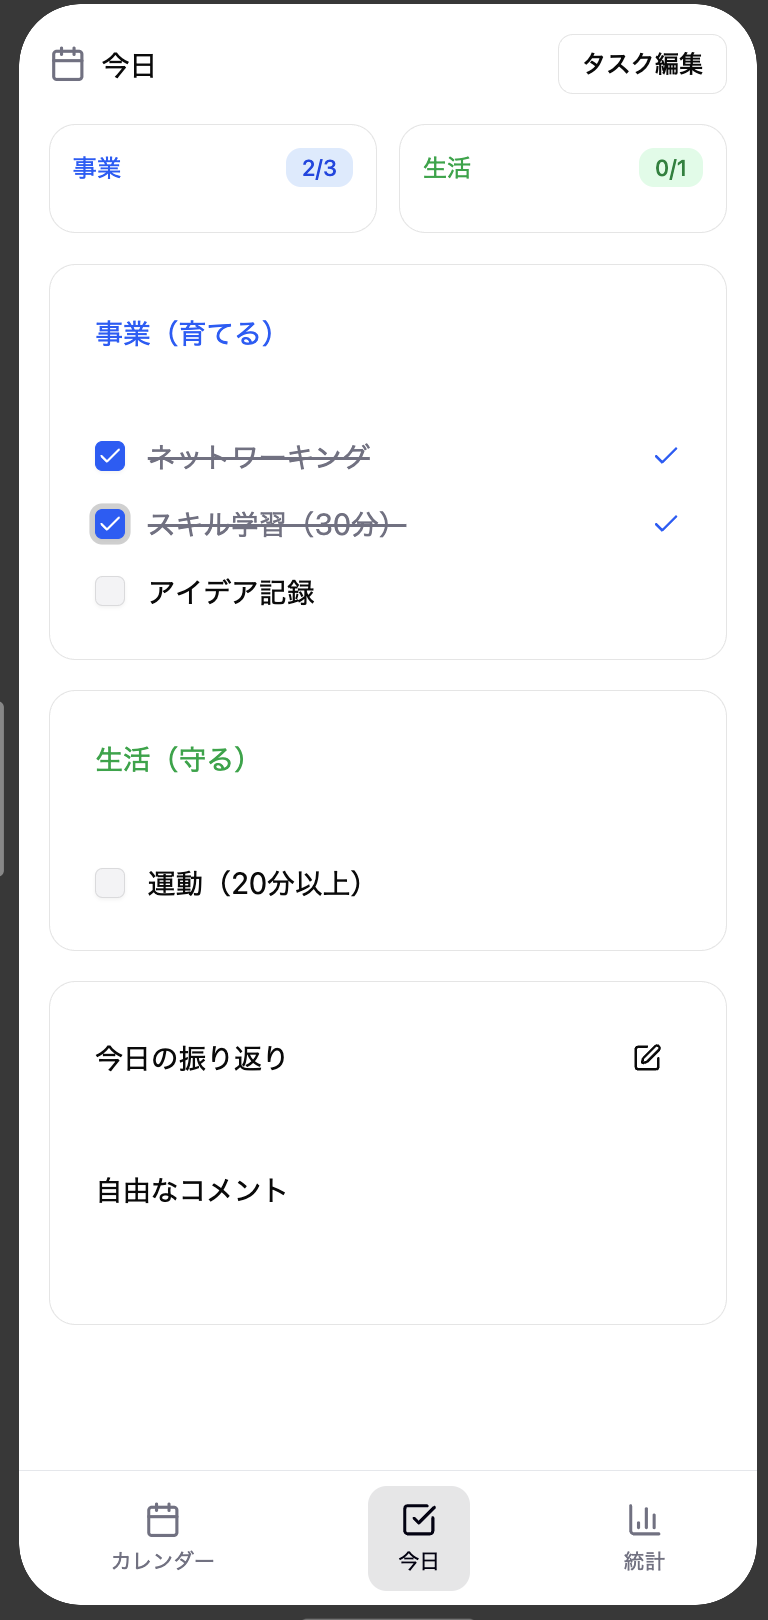 今日
タスク編集
事業
2/3
生活
0/1
事業（育てる）
ネットワーキング
スキル学習（30分）
アイデア記録
生活（守る）
運動（20分以上）
今日の振り返り
自由なコメント
カレンダー
今日
統計